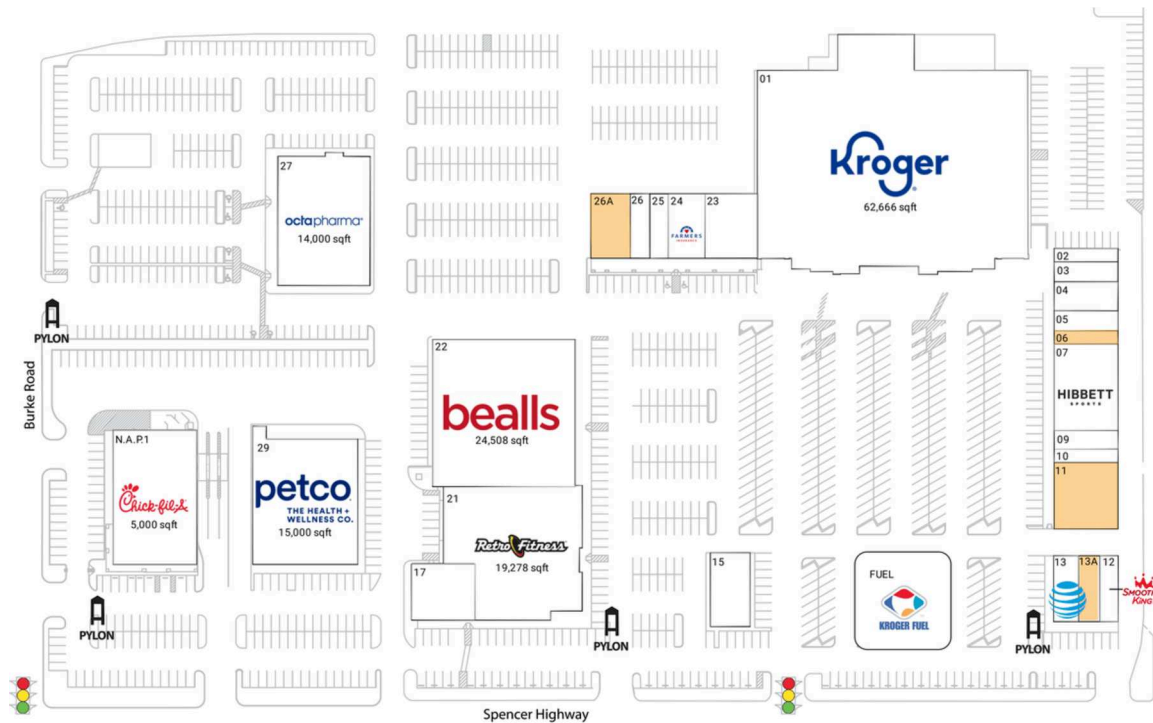 01
kroger
62,666 sqft
27
octapharma
14,000 sqft
26A
26
25
24
23
FARMERS
INSURANCE
02
03
04
05
06
07
HIBBETT
SPORTS
09
10
11
PYLON
Burke Road
22
bealls
24,508 sqft
N.A.P.1
Chick-fil-A
5,000 sqft
29
petco
THE HEALTH +
WELLNESS CO.
15,000 sqft
21
Retro Fitness
19,278 sqft
17
15
FUEL
KROGER FUEL
13
13A
12
SMOOTH
KING
PYLON
PYLON
PYLON
Spencer Highway